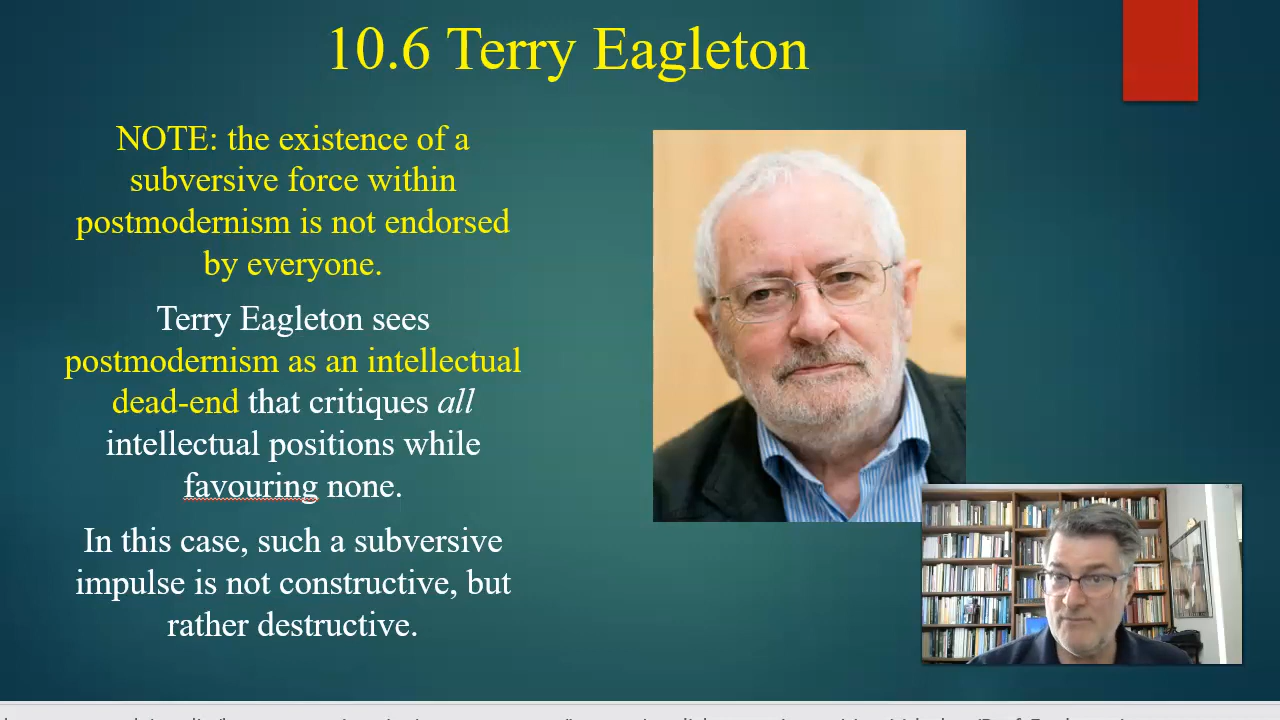 10.6 Terry Eagleton
NOTE: the existence of a
subversive force within
postmodernism is not endorsed
by everyone.
Terry Eagleton sees
postmodernism as an intellectual
dead-end that critiques all
intellectual positions while
favouring none.
In this case, such a subversive
impulse is not constructive, but
rather destructive.